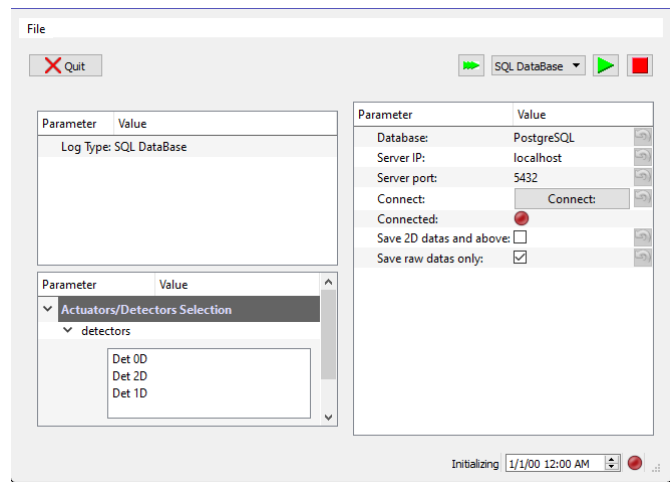 File
Quit
SQL DataBase
Parameter Value
Log Type: SQL DataBase
Parameter Value
Actuators/Detectors Selection
detectors
Det 0D
Det 2D
Det 1D
Parameter Value
Database: PostgreSQL
Server IP: localhost
Server port: 5432
Connect: Connect:
Connected:
Save 2D datas and above:
Save raw datas only:
Initializing 1/1/00 12:00 AM